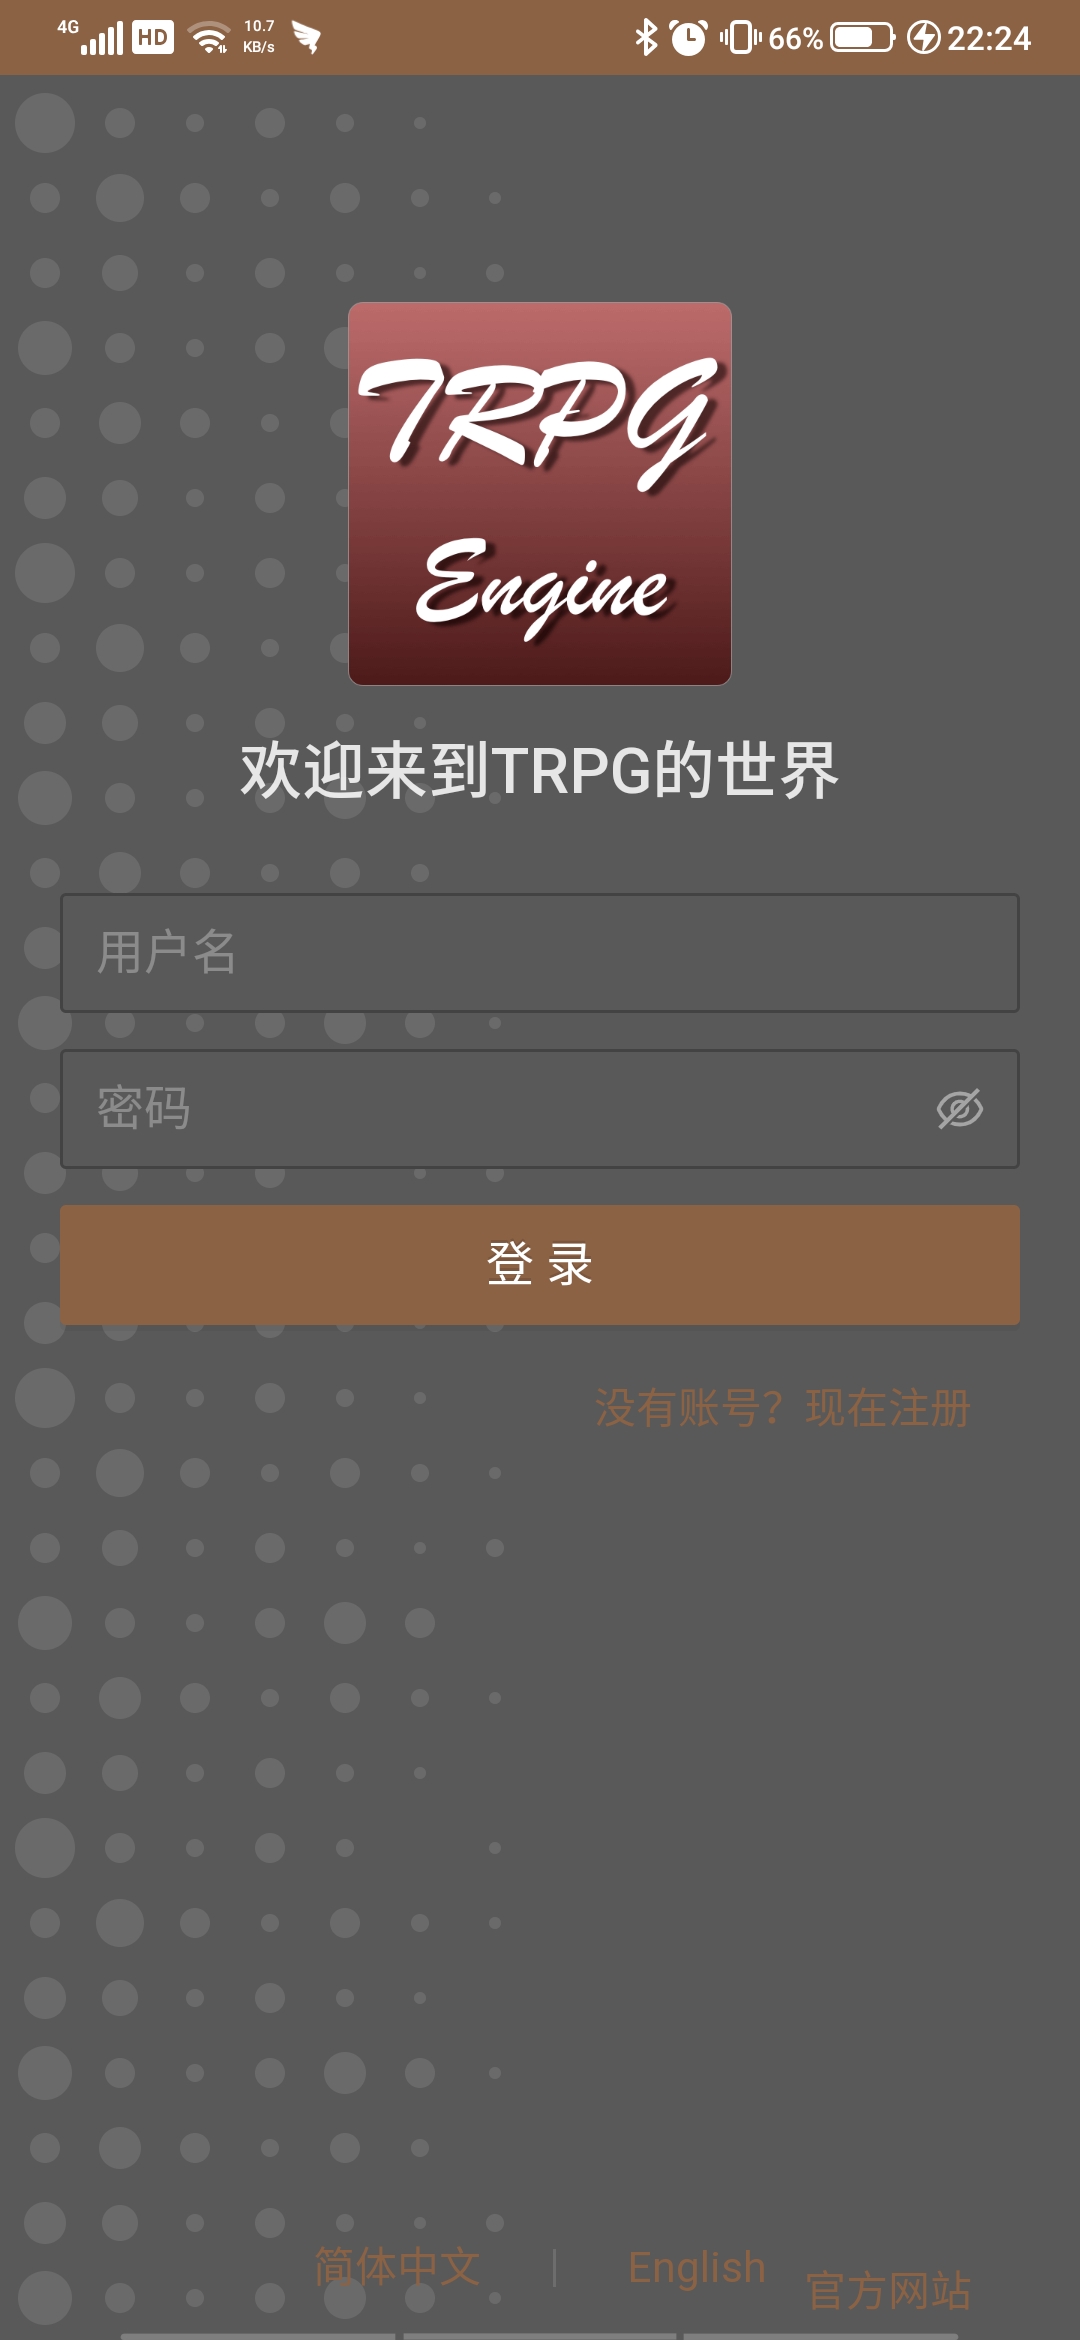 4G HD 10.7 KB/s 66% 22:24
TRPG
Engine
欢迎来到TRPG的世界
用户名
密码
登 录
没有账号？现在注册
简体中文 | English
官方网站